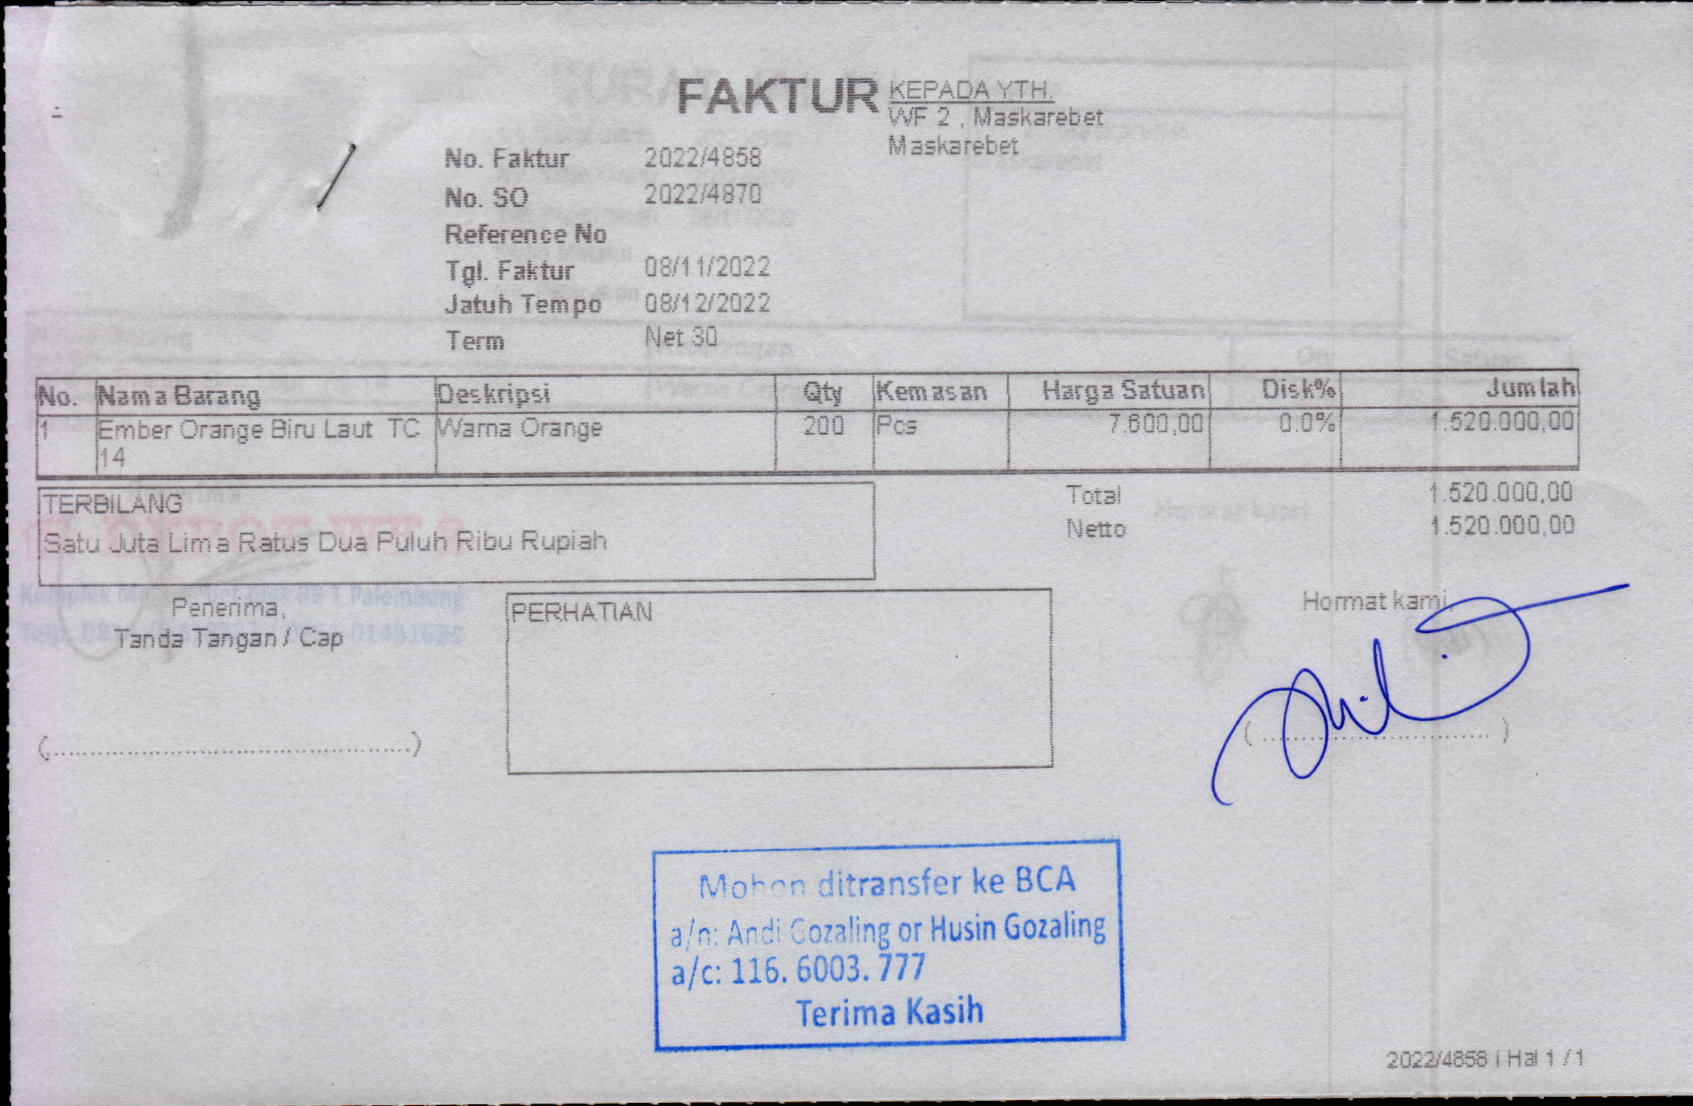 FAKTUR
KEPADA YTH.
WF 2 , Maskarebet
Maskarebet
No. Faktur 2022/4858
No. SO 2022/4870
Reference No
Tgl. Faktur 08/11/2022
Jatuh Tempo 08/12/2022
Term Net 30
No. Nama Barang Deskripsi Qty Kemasan Harga Satuan Disk% Jumlah
1 Ember Orange Biru Laut TC 14 Warna Orange 200 Pcs 7.600,00 0.0% 1.520.000,00
TERBILANG
Satu Juta Lima Ratus Dua Puluh Ribu Rupiah
Total 1.520.000,00
Netto 1.520.000,00
Penerima,
Tanda Tangan / Cap
PERHATIAN
Hormat kami,
Mohon ditransfer ke BCA
a/n: Andi Gozaling or Husin Gozaling
a/c: 116. 6003. 777
Terima Kasih
2022/4858 | Hal 1 / 1